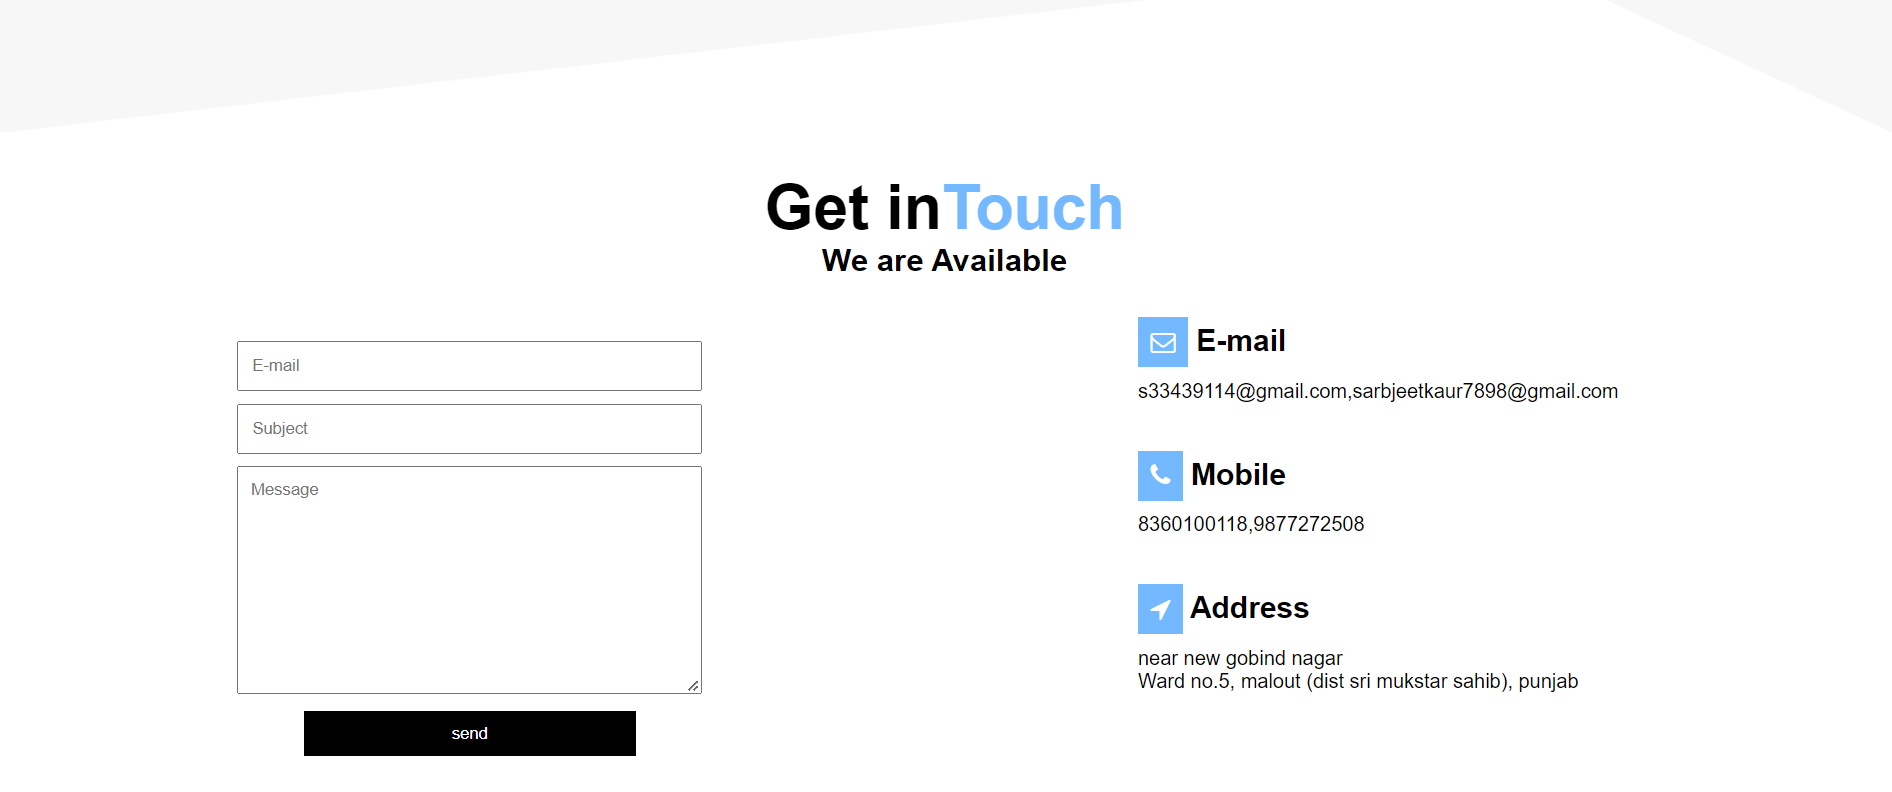 Get inTouch
We are Available
E-mail
Subject
Message
send
E-mail
s33439114@gmail.com,sarbjeetkaur7898@gmail.com
Mobile
8360100118,9877272508
Address
near new gobind nagar
Ward no.5, malout (dist sri mukstar sahib), punjab